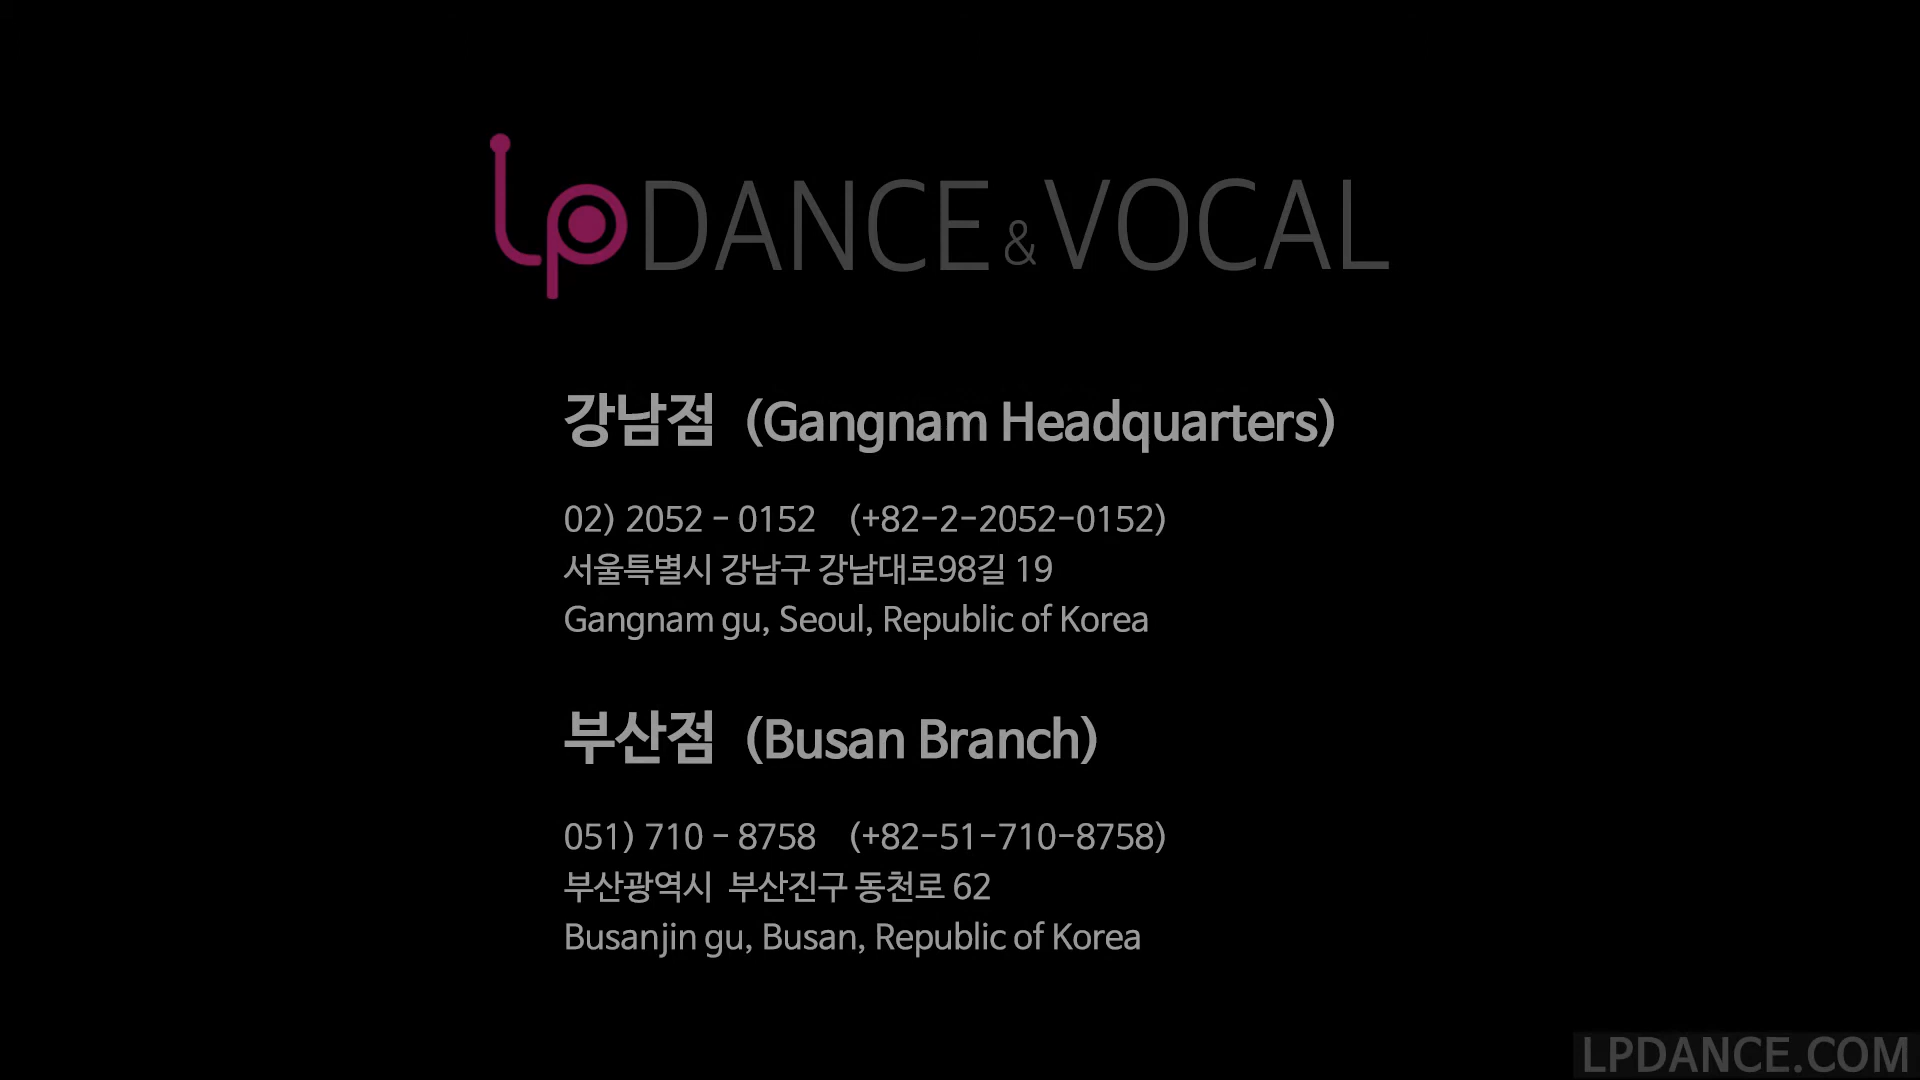 lp DANCE & VOCAL
강남점 (Gangnam Headquarters)
02) 2052 - 0152 (+82-2-2052-0152)
서울특별시 강남구 강남대로98길 19
Gangnam gu, Seoul, Republic of Korea
부산점 (Busan Branch)
051) 710 - 8758 (+82-51-710-8758)
부산광역시 부산진구 동천로 62
Busanjin gu, Busan, Republic of Korea
LPDANCE.COM